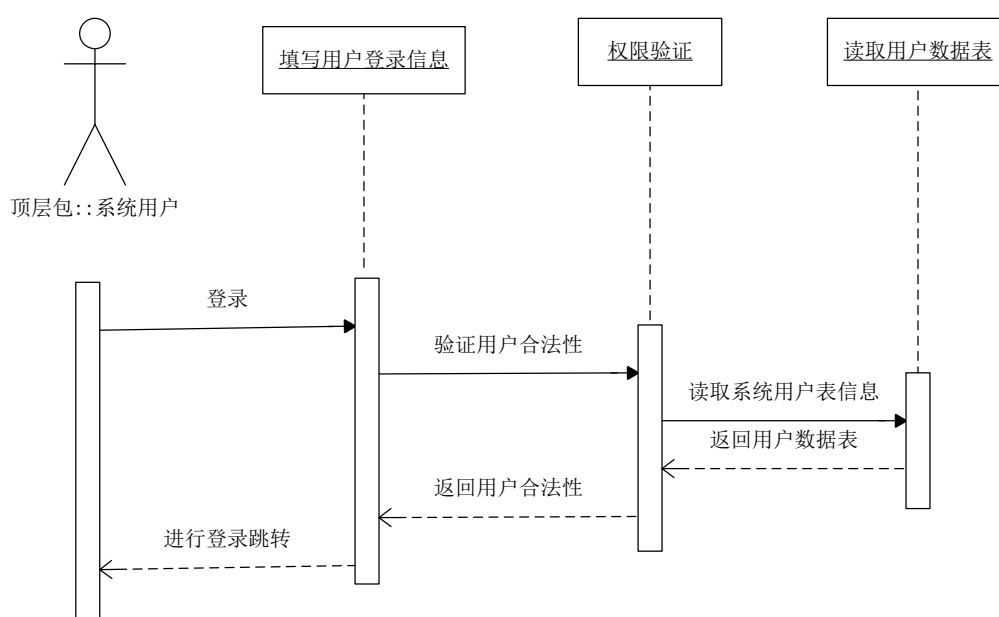 填写用户登录信息
权限验证
读取用户数据表
顶层包::系统用户
登录
验证用户合法性
读取系统用户表信息
返回用户数据表
返回用户合法性
进行登录跳转